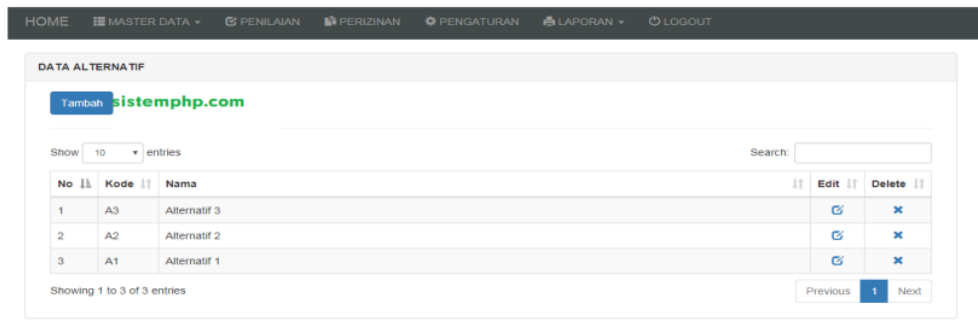 HOME MASTER DATA PENILAIAN PERIZINAN PENGATURAN LAPORAN LOGOUT
DATA ALTERNATIF
Tambah sistemphp.com
Show 10 entries Search:
No Kode Nama Edit Delete
1 A3 Alternatif 3
2 A2 Alternatif 2
3 A1 Alternatif 1
Showing 1 to 3 of 3 entries Previous 1 Next